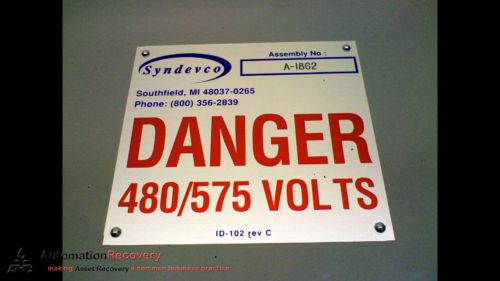 Syndevco
Assembly No :
A-1862
Southfield, MI 48037-0265
Phone: (800) 356-2839
DANGER
480/575 VOLTS
ID-102 rev C
AutomationRecovery
making Asset Recovery a common business practice